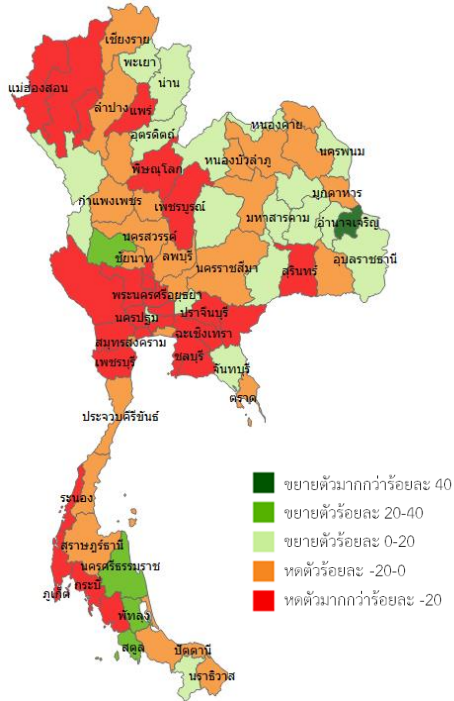 เชียงราย
พะเยา
น่าน
แม่ฮ่องสอน
ลำปาง
แพร่
อุตรดิตถ์
หนองคาย
พิษณุโลก
หนองบัวลำภู
นครพนม
มุกดาหาร
กำแพงเพชร
เพชรบูรณ์
มหาสารคาม
อำนาจเจริญ
นครสวรรค์
ชัยนาท
ลพบุรี
นครราชสีมา
สุรินทร์
อุบลราชธานี
พระนครศรีอยุธยา
นครปฐม
ปราจีนบุรี
ฉะเชิงเทรา
สมุทรสงคราม
เพชรบุรี
ชลบุรี
จันทบุรี
ตราด
ประจวบคีรีขันธ์
ระนอง
สุราษฎร์ธานี
นครศรีธรรมราช
กระบี่
ภูเก็ต
พัทลุง
สตูล
ปัตตานี
นราธิวาส
ขยายตัวมากกว่าร้อยละ 40
ขยายตัวร้อยละ 20-40
ขยายตัวร้อยละ 0-20
หดตัวร้อยละ -20-0
หดตัวมากกว่าร้อยละ -20